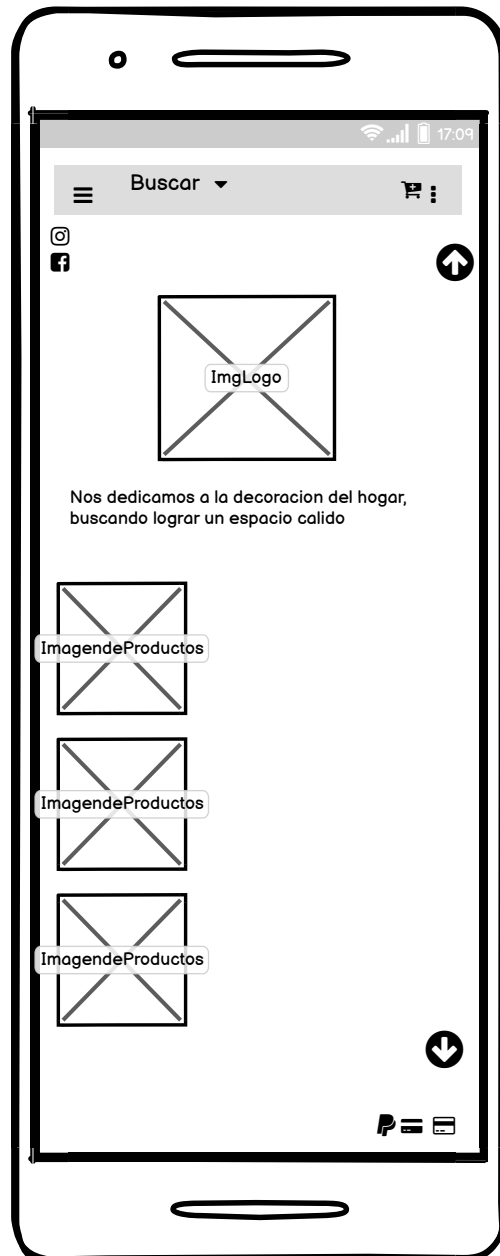 17:09
Buscar
ImgLogo
Nos dedicamos a la decoracion del hogar,
buscando lograr un espacio calido
ImagendeProductos
ImagendeProductos
ImagendeProductos